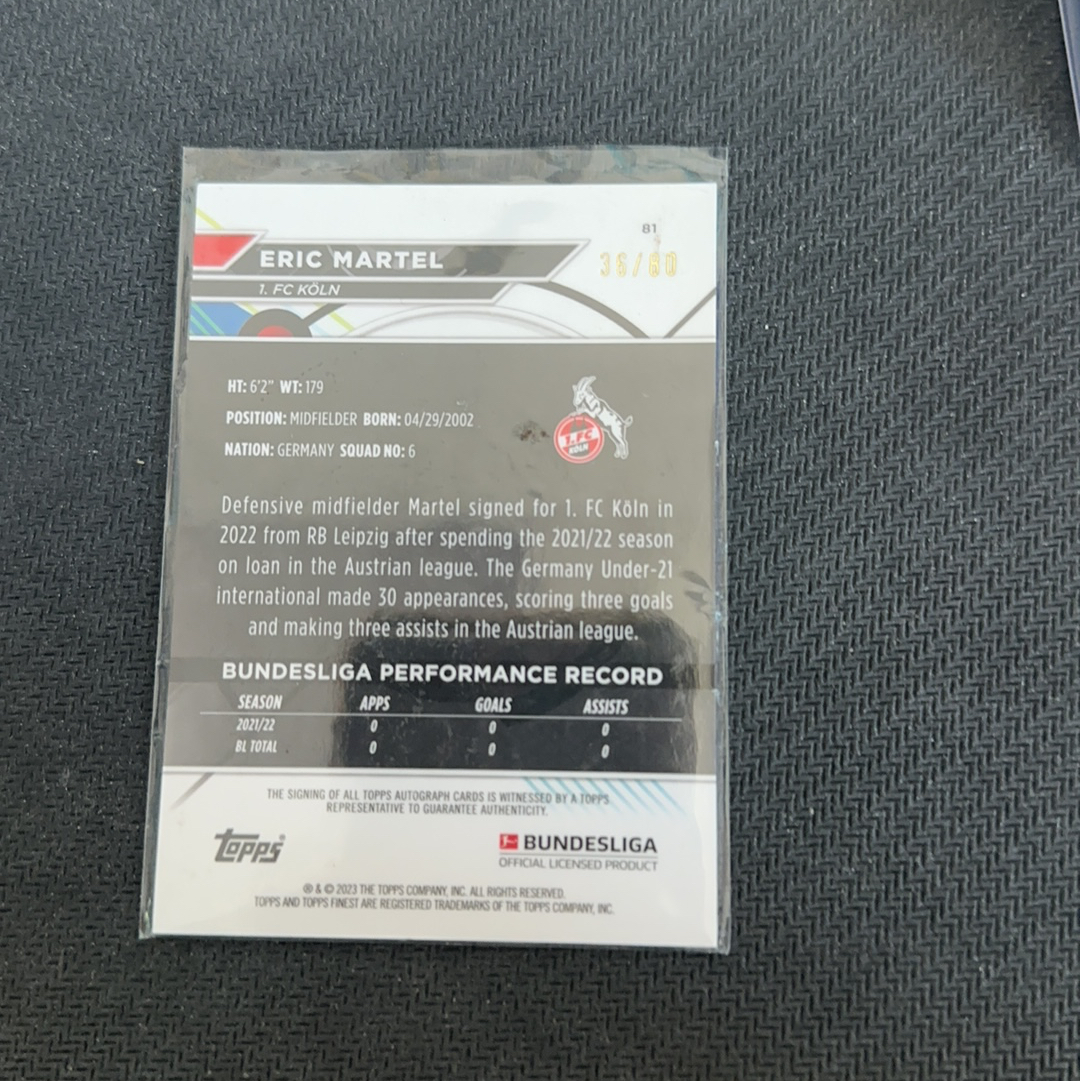 81
ERIC MARTEL
36/60
1. FC KÖLN
HT: 6'2" WT: 179
POSITION: MIDFIELDER BORN: 04/29/2002
NATION: GERMANY SQUAD NO: 6
1.FC
KÖLN
Defensive midfielder Martel signed for 1. FC Köln in
2022 from RB Leipzig after spending the 2021/22 season
on loan in the Austrian league. The Germany Under-21
international made 30 appearances, scoring three goals
and making three assists in the Austrian league.
BUNDESLIGA PERFORMANCE RECORD
SEASON APPS GOALS ASSISTS
2021/22 0 0 0
BL TOTAL 0 0 0
THE SIGNING OF ALL TOPPS AUTOGRAPH CARDS IS WITNESSED BY A TOPPS
REPRESENTATIVE TO GUARANTEE AUTHENTICITY.
topps®
BUNDESLIGA
OFFICIAL LICENSED PRODUCT
® & © 2023 THE TOPPS COMPANY, INC. ALL RIGHTS RESERVED.
TOPPS AND TOPPS FINEST ARE REGISTERED TRADEMARKS OF THE TOPPS COMPANY, INC.